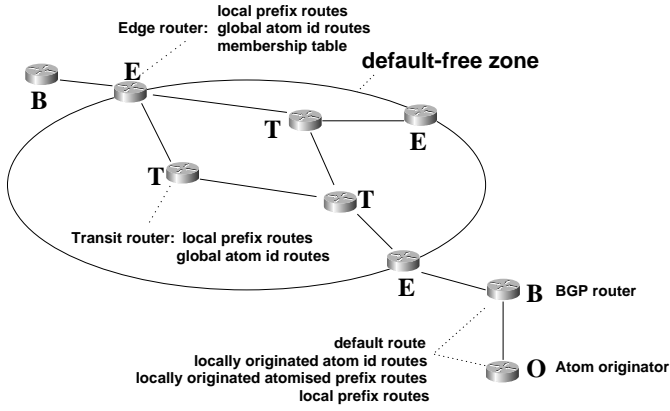 local prefix routes
Edge router: global atom id routes
membership table
default-free zone
B
E
T
E
T
T
Transit router: local prefix routes
global atom id routes
E
B BGP router
default route
locally originated atom id routes
locally originated atomised prefix routes
local prefix routes
O Atom originator